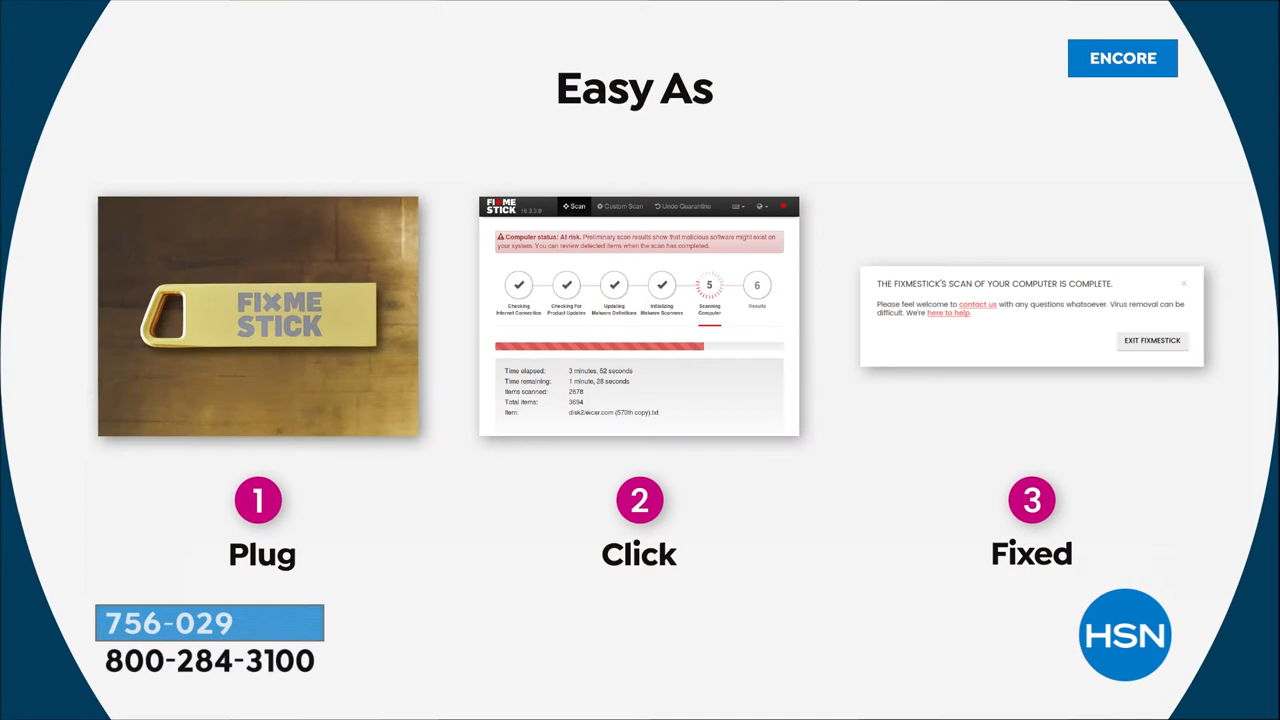 ENCORE
Easy As
FIXME
STICK
FIXME
STICK
Scan
Custom Scan
Undo Quarantine
Computer status: At risk. Preliminary scan results show that malicious software might exist on
your system. You can review detected items when the scan has completed.
5
6
Checking
Internet Connection
Checking For
Product Updates
Updating
Malware Definitions
Initializing
Malware Scanners
Scanning
Computer
Results
Time elapsed: 3 minutes, 52 seconds
Time remaining: 1 minute, 28 seconds
Items scanned: 2678
Total items: 3694
Item: disk2/eicar.com (570th copy).txt
THE FIXMESTICK'S SCAN OF YOUR COMPUTER IS COMPLETE.
Please feel welcome to contact us with any questions whatsoever. Virus removal can be
difficult. We're here to help.
EXIT FIXMESTICK
1
Plug
2
Click
3
Fixed
756-029
800-284-3100
HSN